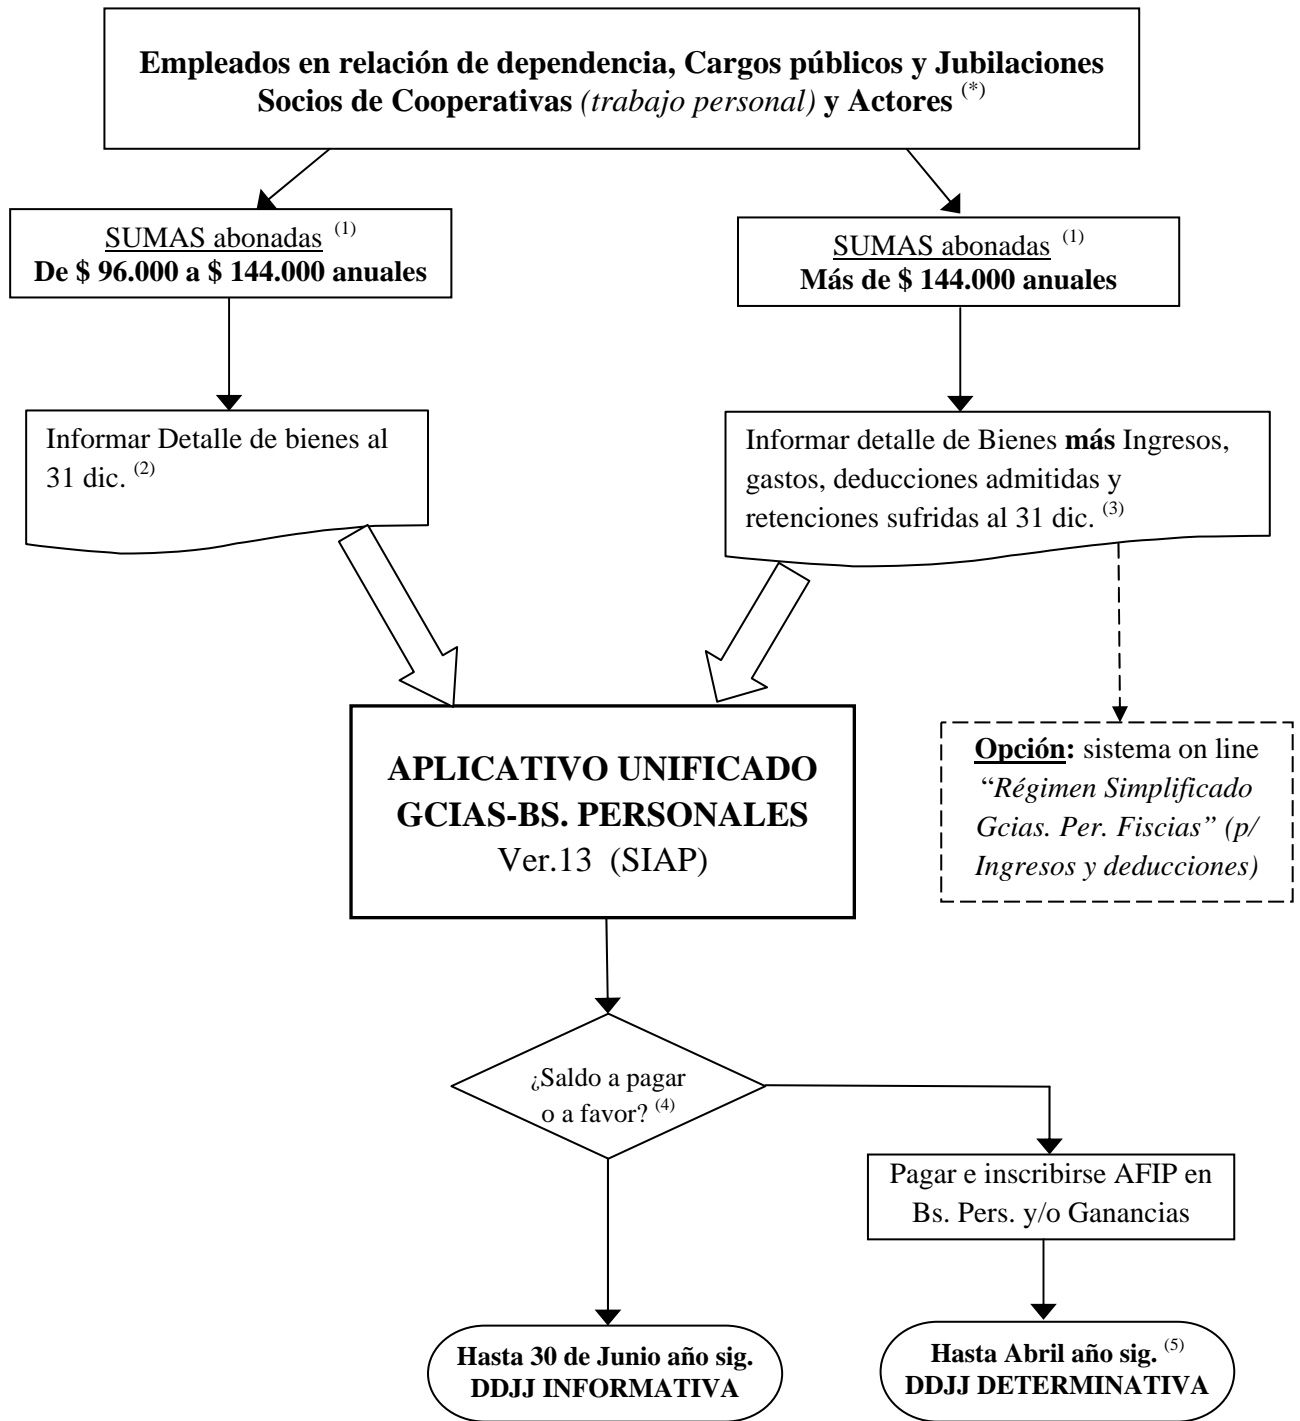 Empleados en relación de dependencia, Cargos públicos y Jubilaciones
Socios de Cooperativas (trabajo personal) y Actores (*)
SUMAS abonadas (1)
De $ 96.000 a $ 144.000 anuales
SUMAS abonadas (1)
Más de $ 144.000 anuales
Informar Detalle de bienes al
31 dic. (2)
Informar detalle de Bienes más Ingresos,
gastos, deducciones admitidas y
retenciones sufridas al 31 dic. (3)
APLICATIVO UNIFICADO
GCIAS-BS. PERSONALES
Ver.13 (SIAP)
Opción: sistema on line
“Régimen Simplificado
Gcias. Per. Fiscias” (p/
Ingresos y deducciones)
¿Saldo a pagar
o a favor? (4)
Pagar e inscribirse AFIP en
Bs. Pers. y/o Ganancias
Hasta 30 de Junio año sig.
DDJJ INFORMATIVA
Hasta Abril año sig. (5)
DDJJ DETERMINATIVA